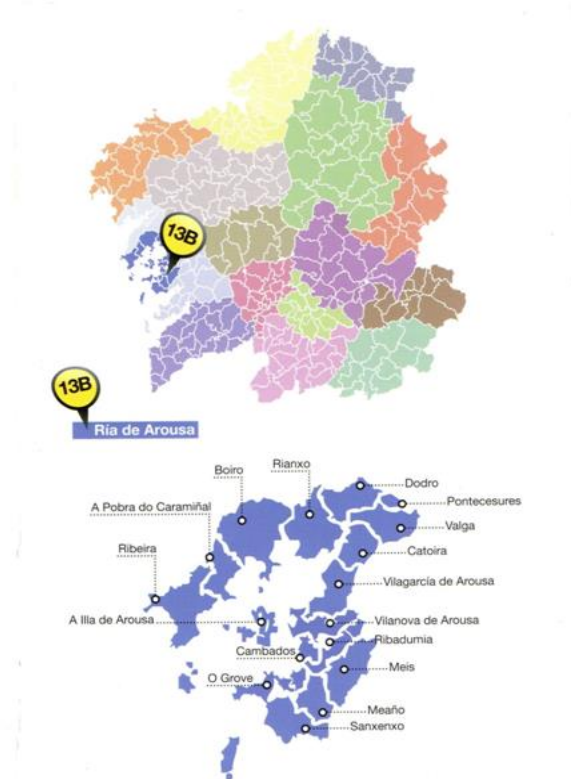 13B
13B
Ría de Arousa
Rianxo
Boiro
Dodro
Pontecesures
A Pobra do Caramiñal
Valga
Ribeira
Catoira
Vilagarcía de Arousa
A Illa de Arousa
Vilanova de Arousa
Ribadumia
Cambados
Meis
O Grove
Meaño
Sanxenxo